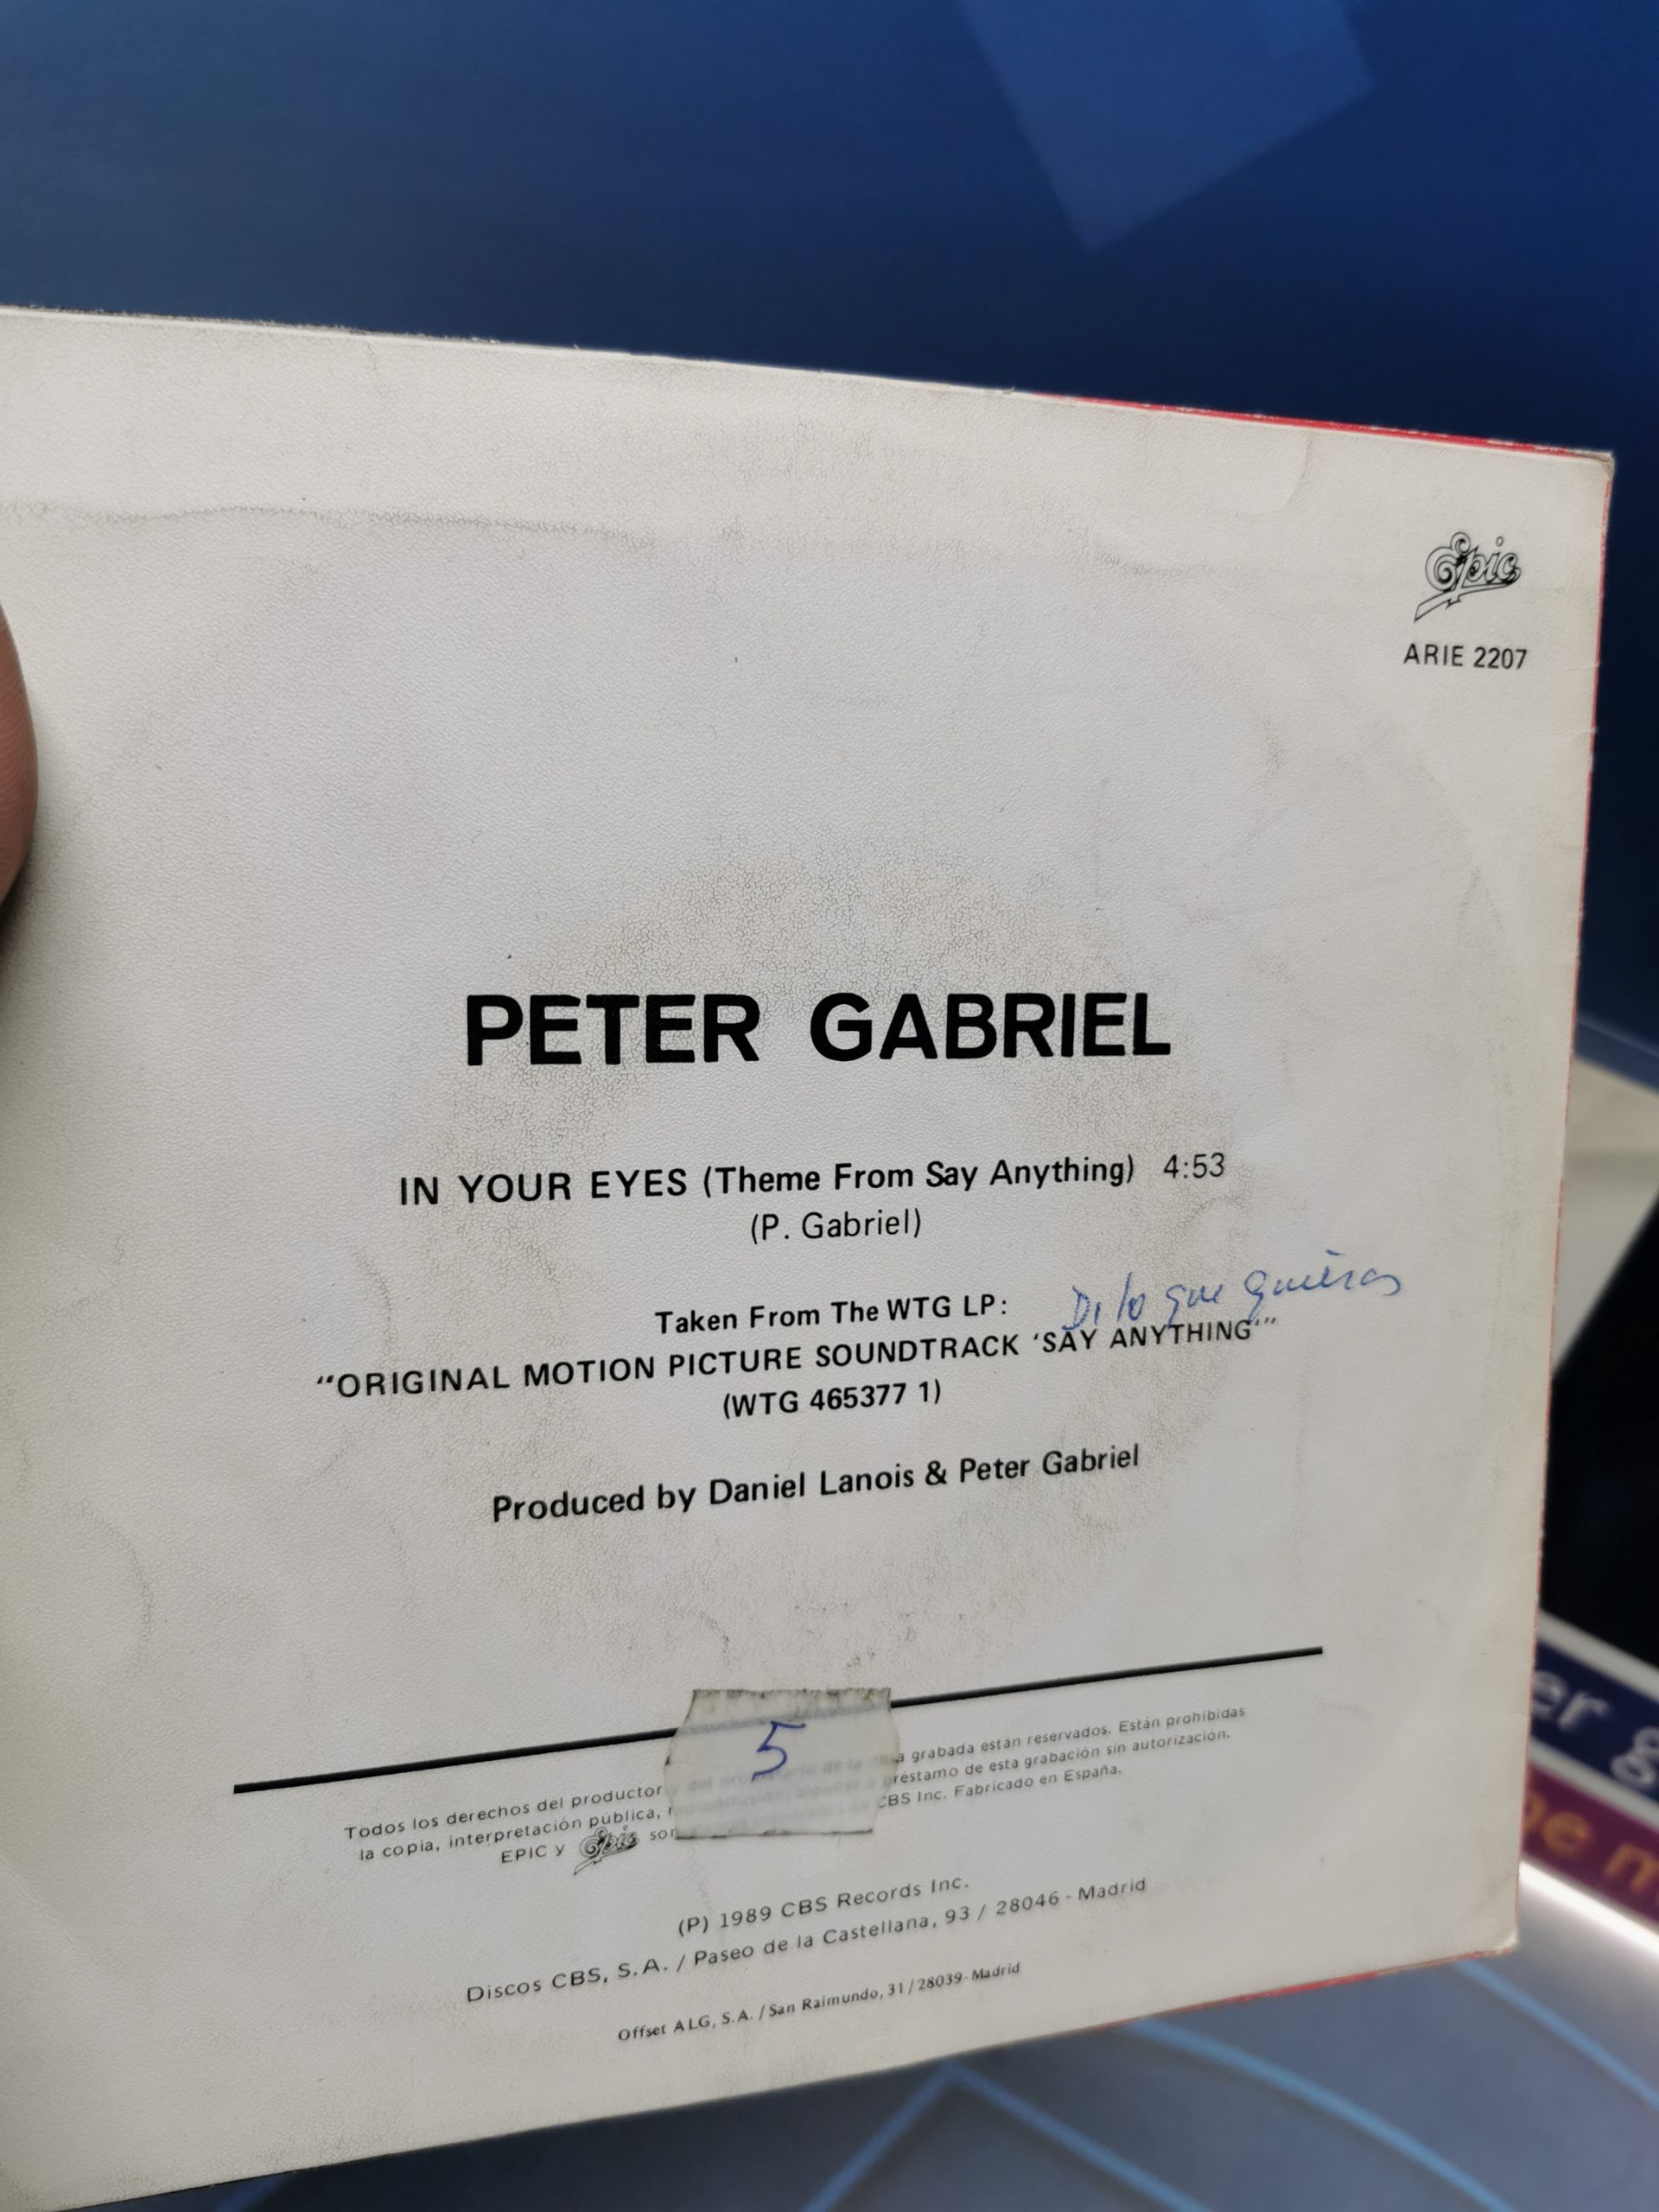 Epic
ARIE 2207
PETER GABRIEL
IN YOUR EYES (Theme From Say Anything) 4:53
(P. Gabriel)
Di lo que quieras
Taken From The WTG LP:
“ORIGINAL MOTION PICTURE SOUNDTRACK ‘SAY ANYTHING’”
(WTG 465377 1)
Produced by Daniel Lanois & Peter Gabriel
5
Todos los derechos del productor a grabada están reservados. Están prohibidas
la copia, interpretación pública, préstamo de esta grabación sin autorización.
EPIC y Epic son CBS Inc. Fabricado en España.
(P) 1989 CBS Records Inc.
Discos CBS, S.A. / Paseo de la Castellana, 93 / 28046 - Madrid
Offset ALG, S.A. / San Raimundo, 31 / 28039 - Madrid
er g